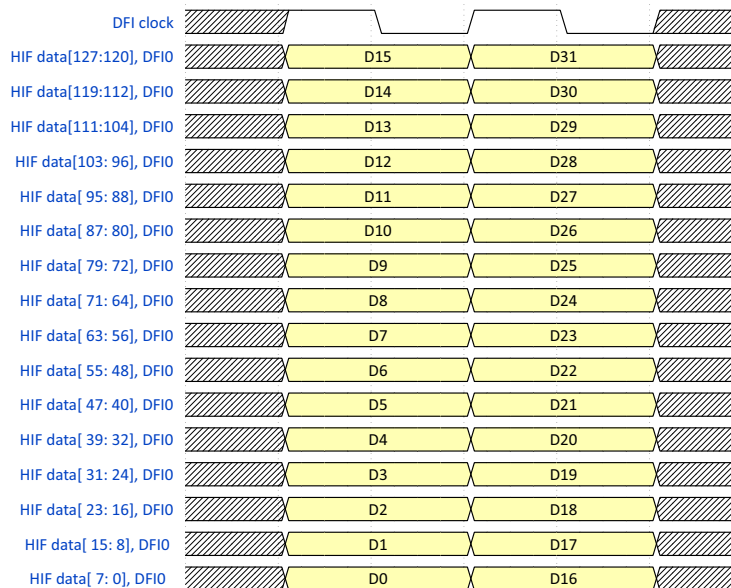 DFI clock
HIF data[127:120], DFI0 D15 D31
HIF data[119:112], DFI0 D14 D30
HIF data[111:104], DFI0 D13 D29
HIF data[103: 96], DFI0 D12 D28
HIF data[ 95: 88], DFI0 D11 D27
HIF data[ 87: 80], DFI0 D10 D26
HIF data[ 79: 72], DFI0 D9 D25
HIF data[ 71: 64], DFI0 D8 D24
HIF data[ 63: 56], DFI0 D7 D23
HIF data[ 55: 48], DFI0 D6 D22
HIF data[ 47: 40], DFI0 D5 D21
HIF data[ 39: 32], DFI0 D4 D20
HIF data[ 31: 24], DFI0 D3 D19
HIF data[ 23: 16], DFI0 D2 D18
HIF data[ 15: 8], DFI0 D1 D17
HIF data[ 7: 0], DFI0 D0 D16